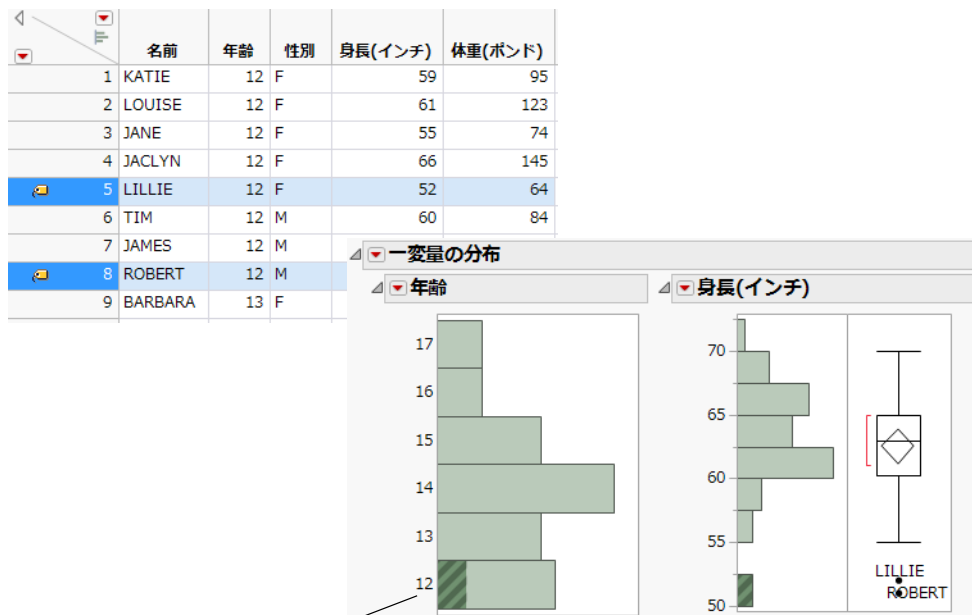 名前 年齢 性別 身長(インチ) 体重(ポンド)
1 KATIE 12 F 59 95
2 LOUISE 12 F 61 123
3 JANE 12 F 55 74
4 JACLYN 12 F 66 145
5 LILLIE 12 F 52 64
6 TIM 12 M 60 84
7 JAMES 12 M
8 ROBERT 12 M
9 BARBARA 13 F
一変量の分布
年齢
17
16
15
14
13
12
身長(インチ)
70
65
60
55
50
LILLIE
ROBERT